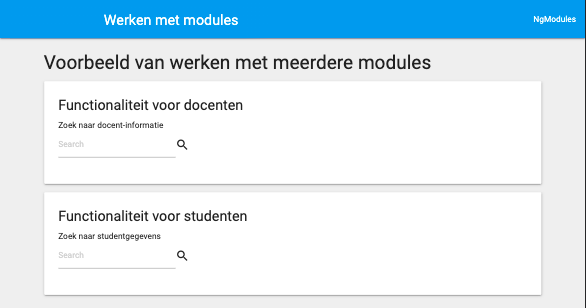 Werken met modules
NgModules
Voorbeeld van werken met meerdere modules
Functionaliteit voor docenten
Zoek naar docent-informatie
Search
Functionaliteit voor studenten
Zoek naar studentgegevens
Search